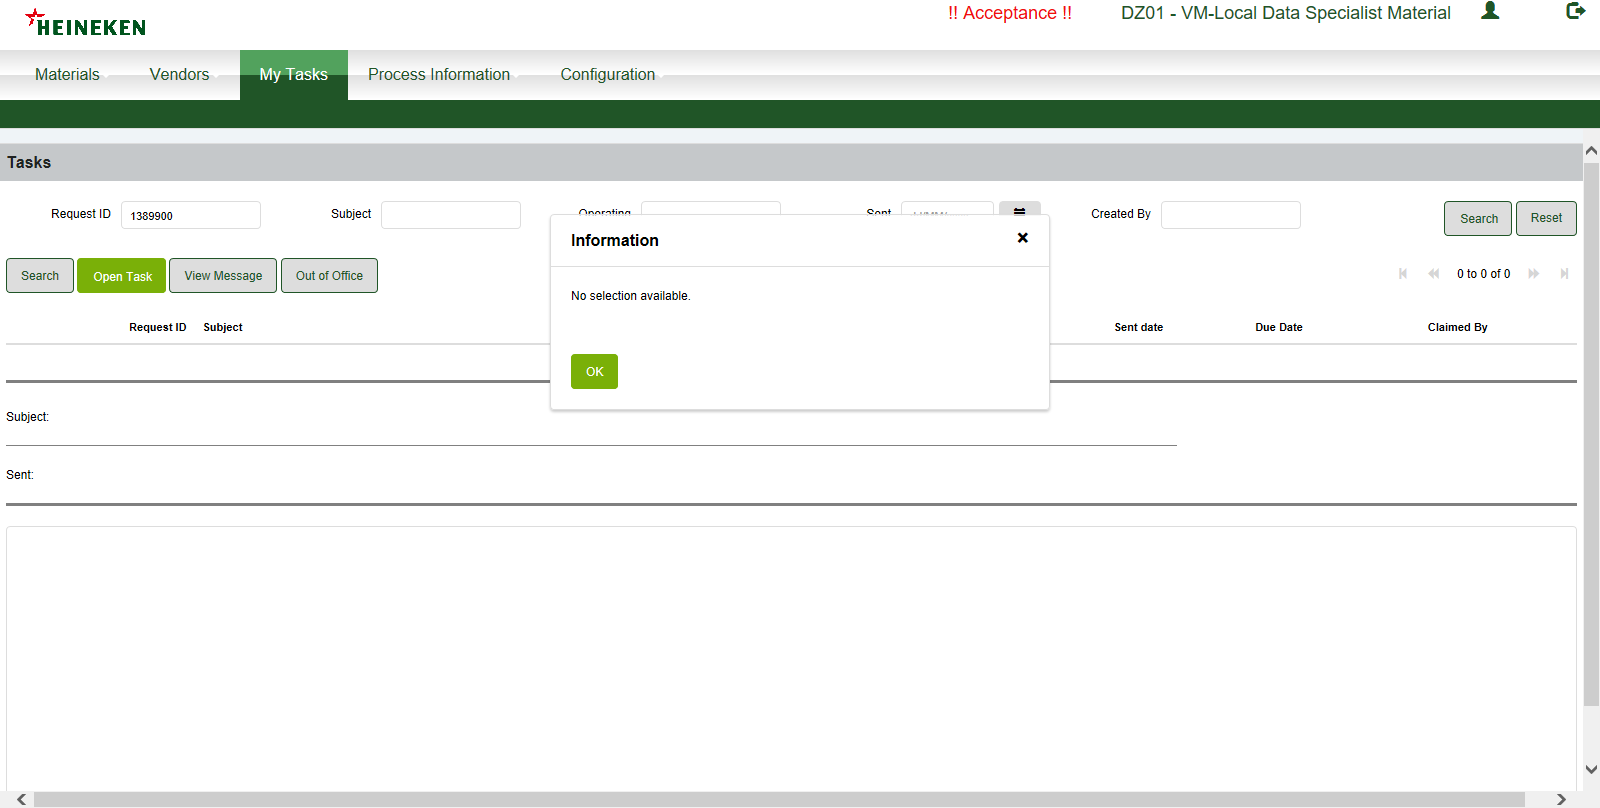 HEINEKEN
!! Acceptance !!
DZ01 - VM-Local Data Specialist Material
Materials
Vendors
My Tasks
Process Information
Configuration
Tasks
Request ID
1389900
Subject
Operating
Sent
Created By
Search
Reset
Information
No selection available.
OK
Search
Open Task
View Message
Out of Office
0 to 0 of 0
Request ID
Subject
Sent date
Due Date
Claimed By
Subject:
Sent: